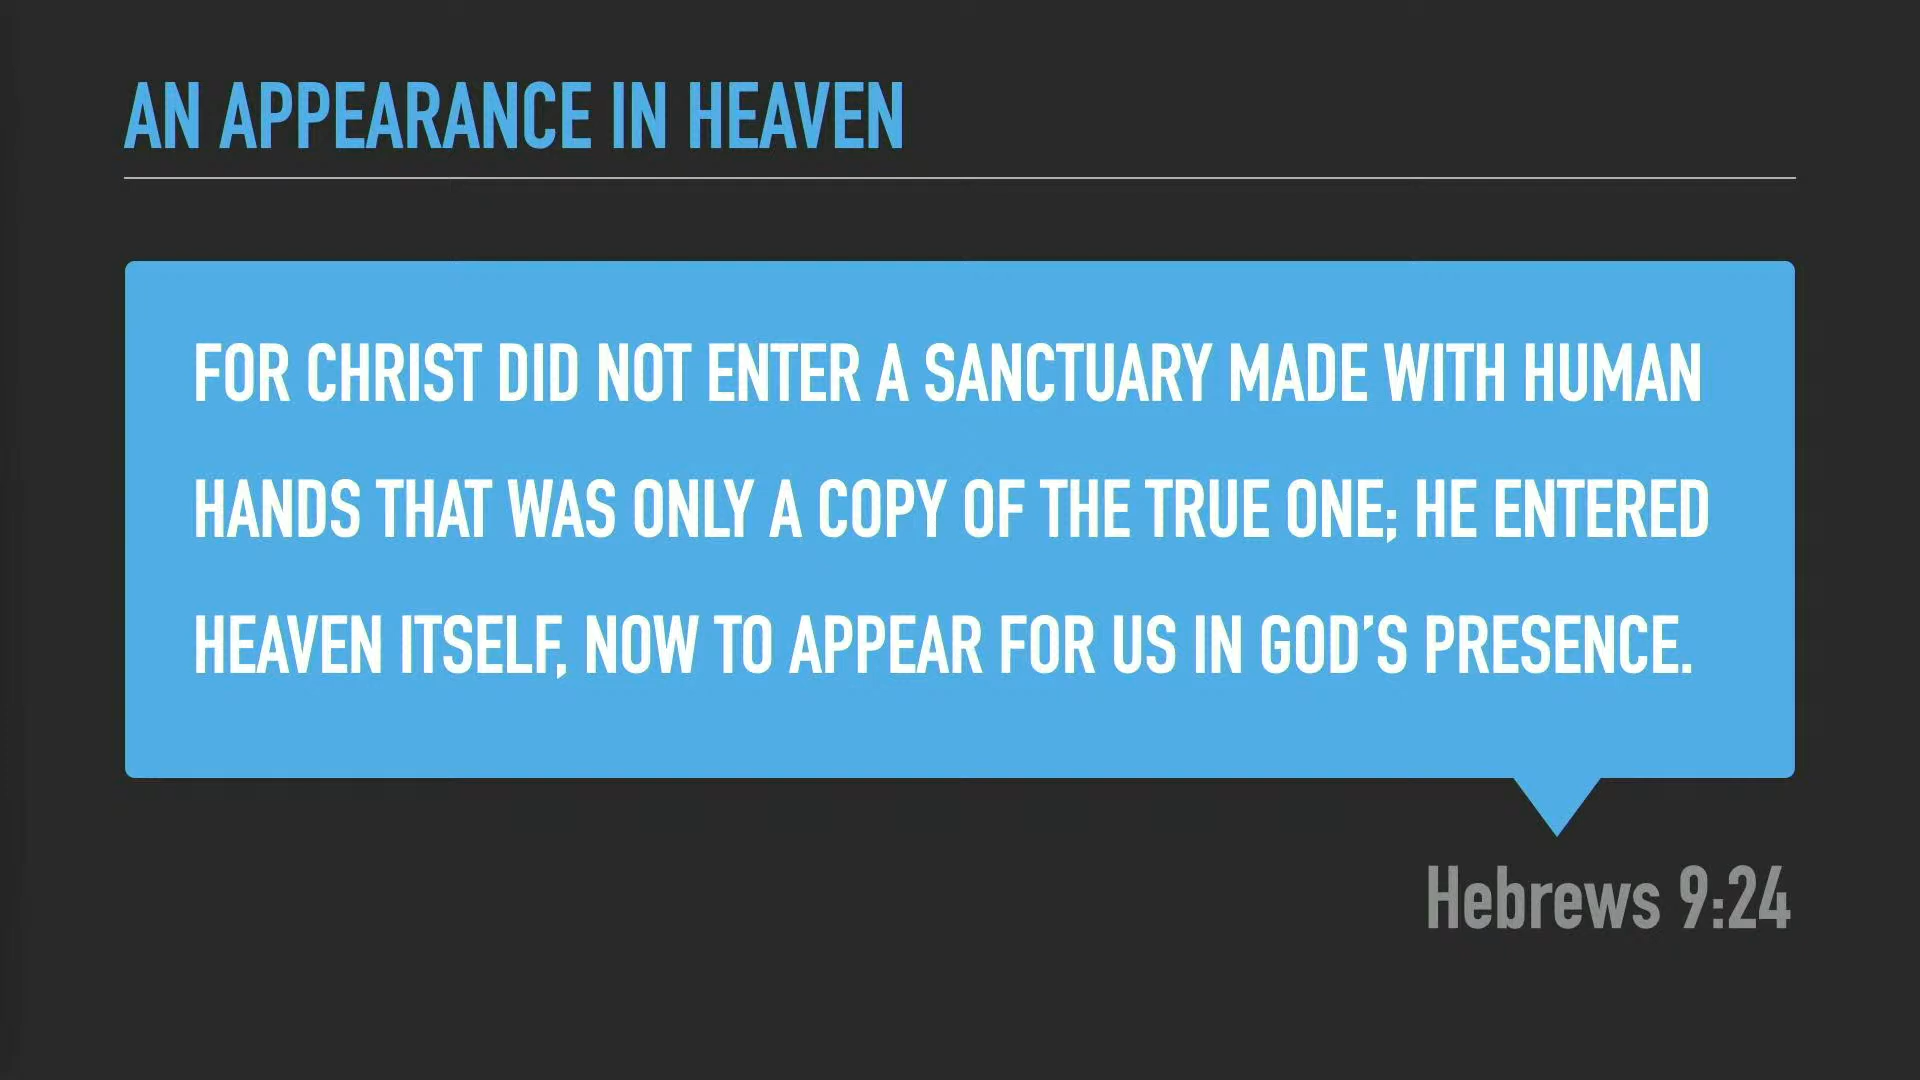 AN APPEARANCE IN HEAVEN
FOR CHRIST DID NOT ENTER A SANCTUARY MADE WITH HUMAN
HANDS THAT WAS ONLY A COPY OF THE TRUE ONE; HE ENTERED
HEAVEN ITSELF, NOW TO APPEAR FOR US IN GOD’S PRESENCE.
Hebrews 9:24